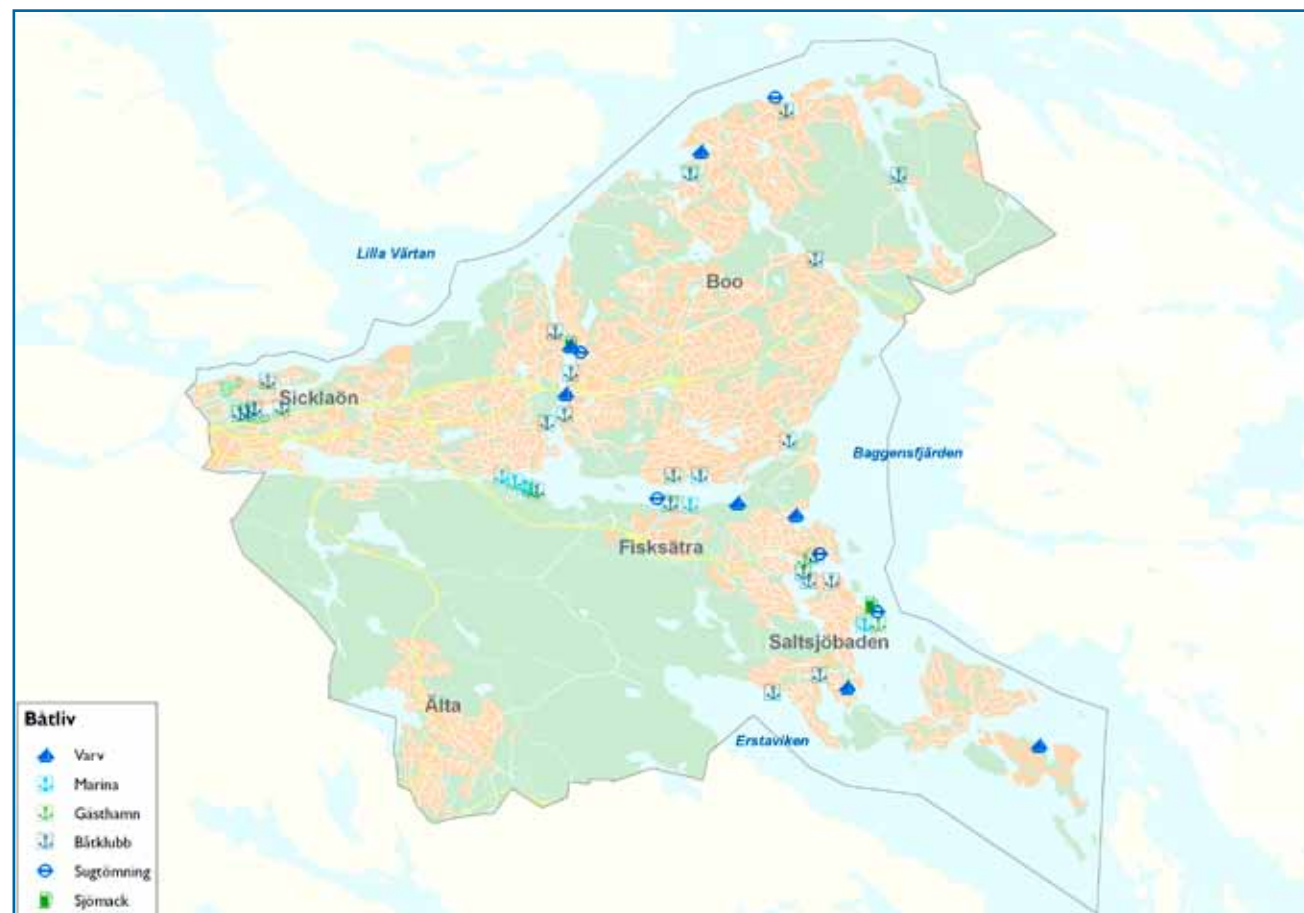 Lilla Värtan
Boo
Sicklaön
Baggensfjärden
Fisksätra
Saltsjöbaden
Älta
Erstaviken
Båtliv
Varv
Marina
Gästhamn
Båtklubb
Sugtömning
Sjömack